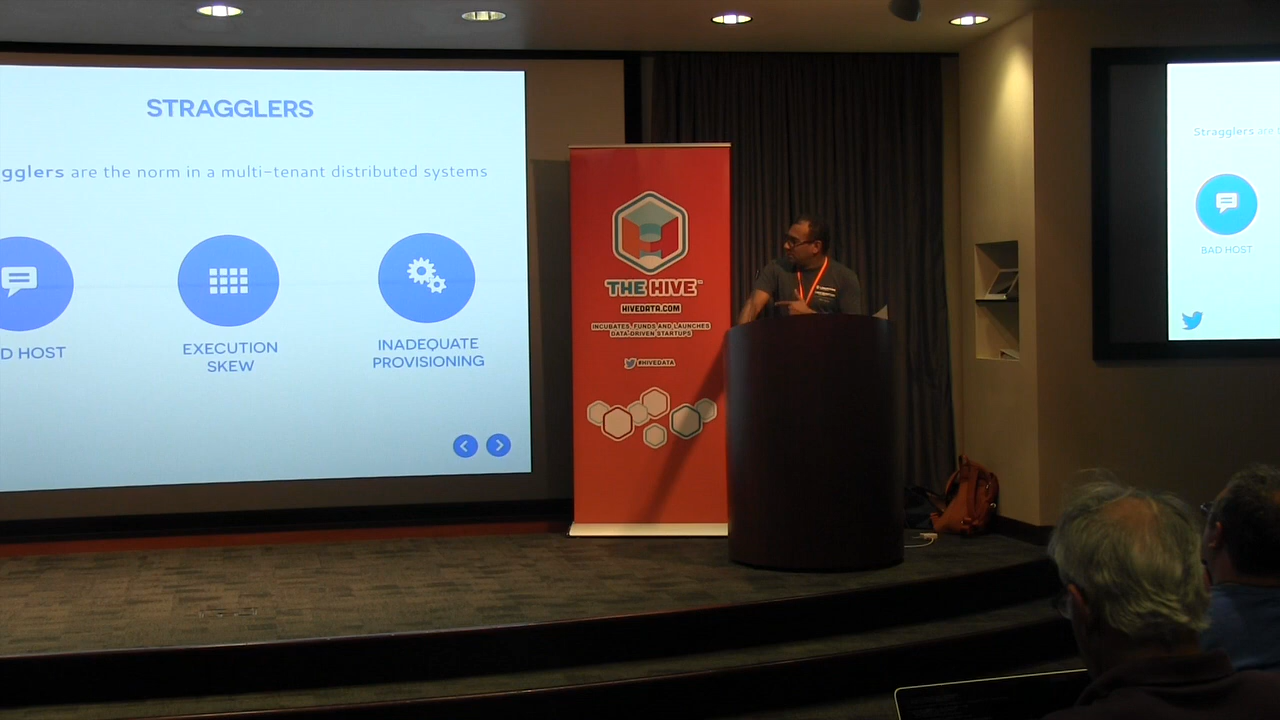 STRAGGLERS
gglers are the norm in a multi-tenant distributed systems
D HOST
EXECUTION
SKEW
INADEQUATE
PROVISIONING
THE HIVE
HIVEDATA.COM
INCUBATES, FUNDS AND LAUNCHES
DATA-DRIVEN STARTUPS
#HIVEDATA
Stragglers are
BAD HOST